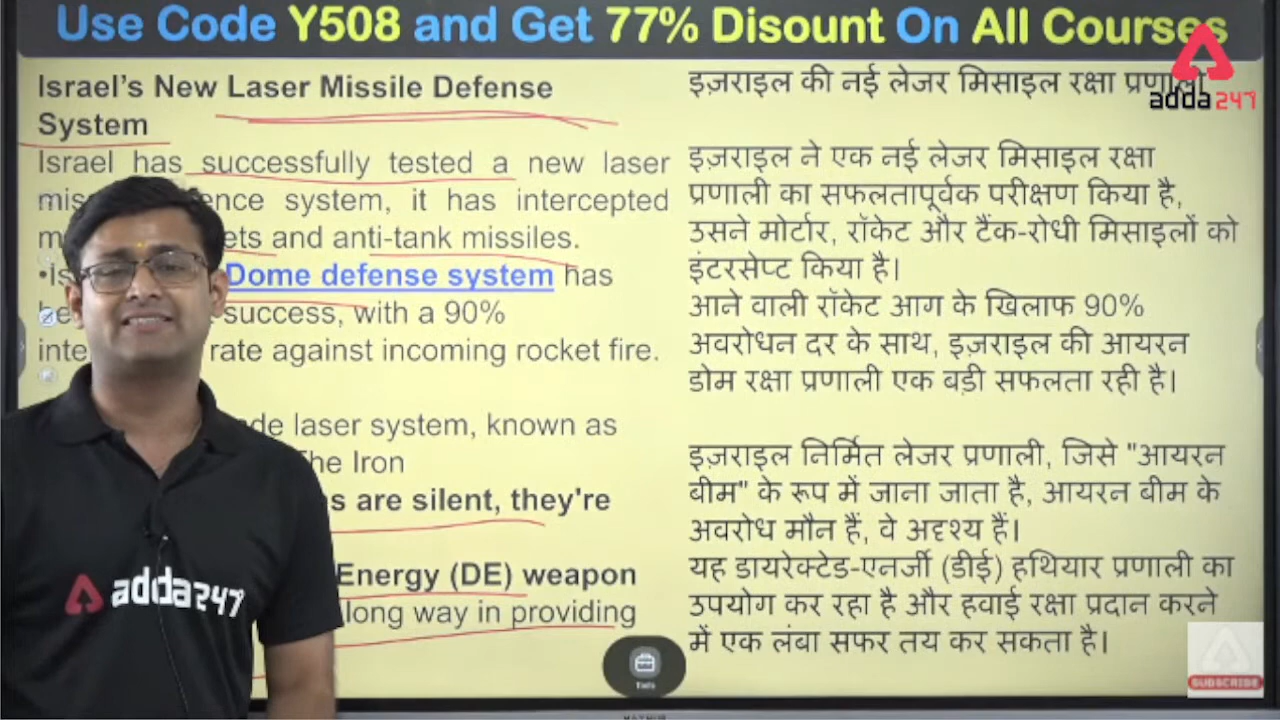 Use Code Y508 and Get 77% Disount On All Courses
Israel's New Laser Missile Defense
System
Israel has successfully tested a new laser
ence system, it has intercepted
ets and anti-tank missiles.
Dome defense system has
success, with a 90%
rate against incoming rocket fire.
de laser system, known as
The Iron
s are silent, they're
Energy (DE) weapon
long way in providing
इज़राइल की नई लेजर मिसाइल रक्षा प्रणाली
इज़राइल ने एक नई लेजर मिसाइल रक्षा
प्रणाली का सफलतापूर्वक परीक्षण किया है,
उसने मोर्टार, रॉकेट और टैंक-रोधी मिसाइलों को
इंटरसेप्ट किया है।
आने वाली रॉकेट आग के खिलाफ 90%
अवरोधन दर के साथ, इज़राइल की आयरन
डोम रक्षा प्रणाली एक बड़ी सफलता रही है।
इज़राइल निर्मित लेजर प्रणाली, जिसे "आयरन
बीम" के रूप में जाना जाता है, आयरन बीम के
अवरोध मौन हैं, वे अदृश्य हैं।
यह डायरेक्टेड-एनर्जी (डीई) हथियार प्रणाली का
उपयोग कर रहा है और हवाई रक्षा प्रदान करने
में एक लंबा सफर तय कर सकता है।
adda247
adda247
Tools
SUBSCRIBE